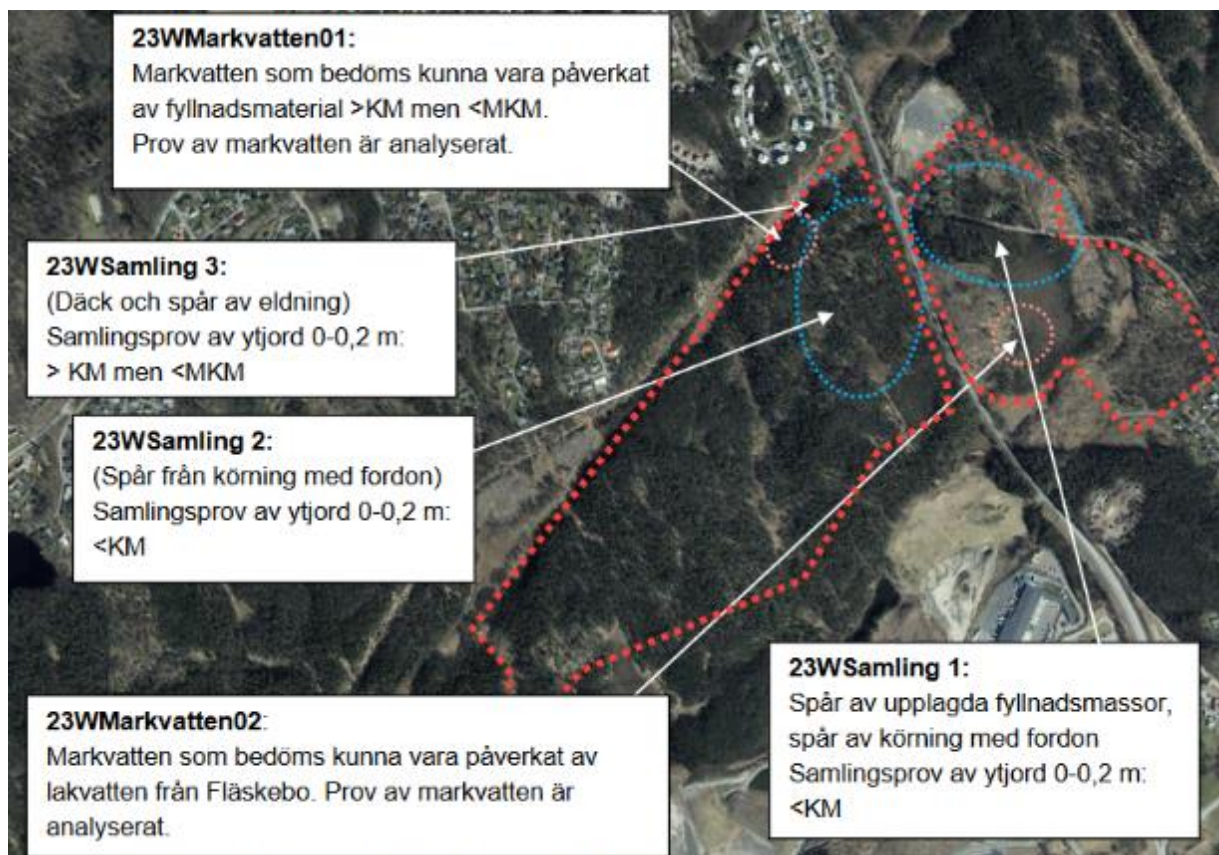 23WMarkvatten01:
Markvatten som bedöms kunna vara påverkat
av fyllnadsmaterial >KM men <MKM.
Prov av markvatten är analyserat.
23WSamling 3:
(Däck och spår av eldning)
Samlingsprov av ytjord 0-0,2 m:
> KM men <MKM
23WSamling 2:
(Spår från körning med fordon)
Samlingsprov av ytjord 0-0,2 m:
<KM
23WMarkvatten02:
Markvatten som bedöms kunna vara påverkat av
lakvatten från Fläskebo. Prov av markvatten är
analyserat.
23WSamling 1:
Spår av upplagda fyllnadsmassor,
spår av körning med fordon
Samlingsprov av ytjord 0-0,2 m:
<KM